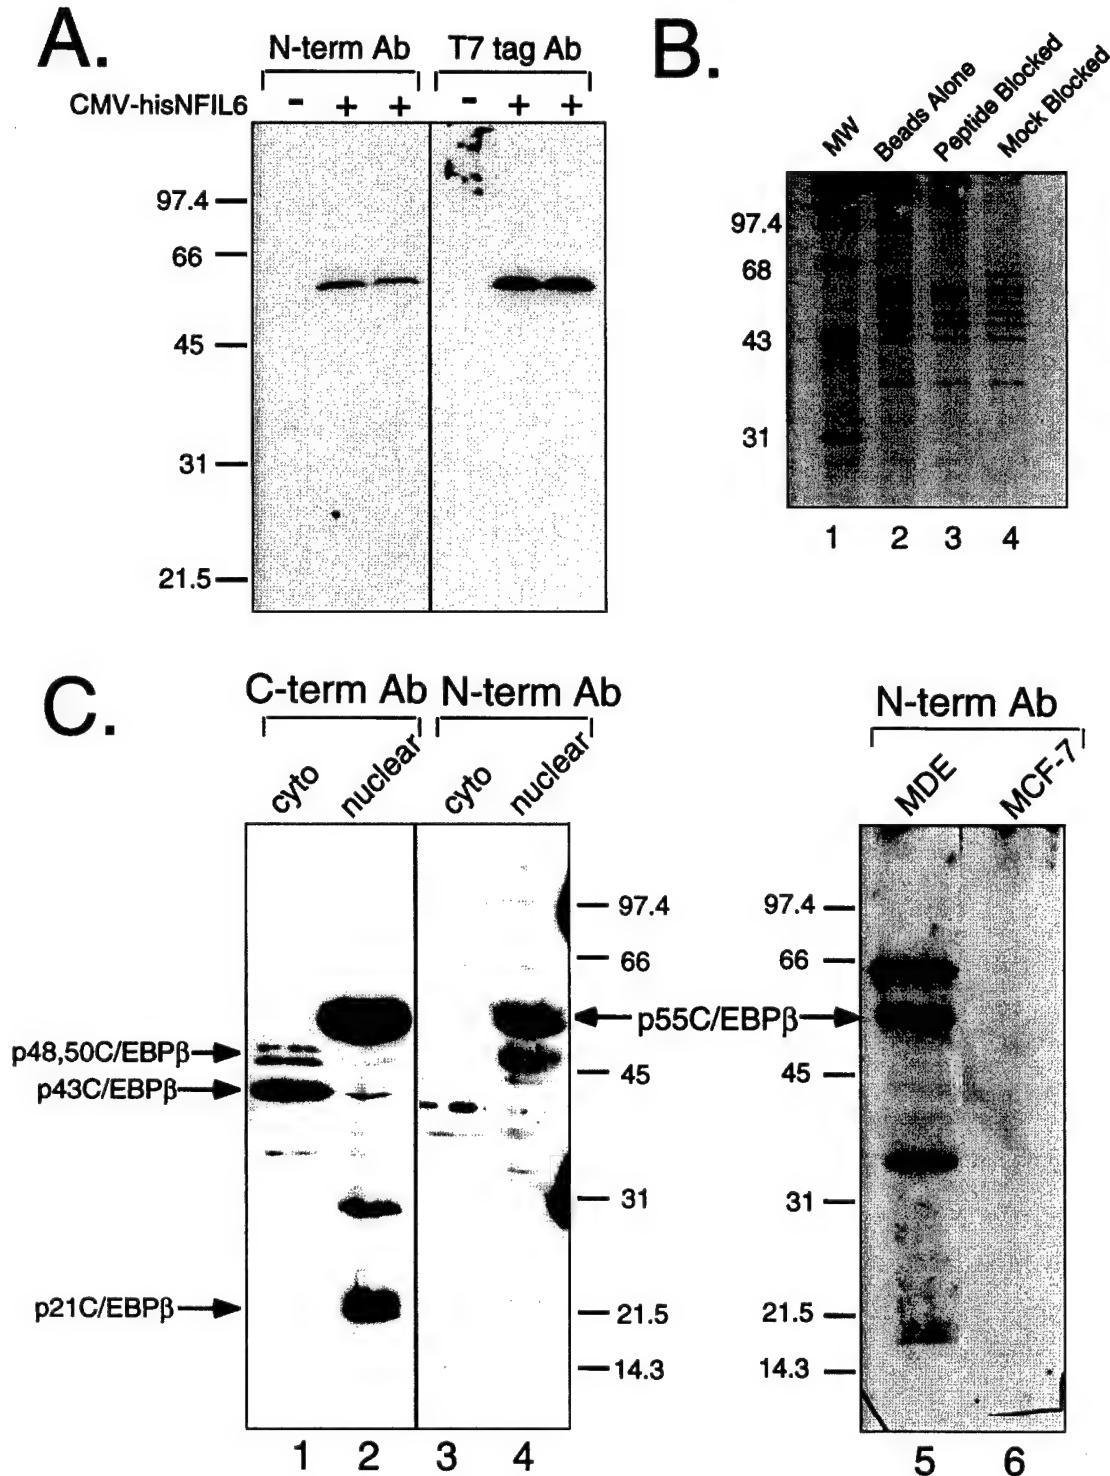 A.
N-term Ab T7 tag Ab
CMV-hisNFIL6 - + + - + +
97.4
66
45
31
21.5
B.
MW Beads Alone Peptide Blocked Mock Blocked
97.4
68
43
31
1 2 3 4
C.
C-term Ab N-term Ab
cyto nuclear cyto nuclear
97.4
66
p55C/EBPβ
p48,50C/EBPβ
p43C/EBPβ
45
31
p21C/EBPβ
21.5
14.3
1 2 3 4
N-term Ab
MDE MCF-7
97.4
66
45
31
21.5
14.3
5 6